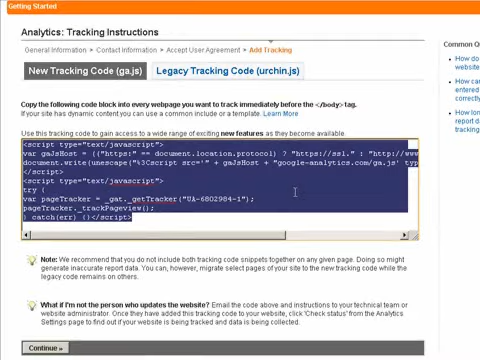 Getting Started
Analytics: Tracking Instructions
General Information > Contact Information > Accept User Agreement > Add Tracking
Common Q
New Tracking Code (ga.js)
Legacy Tracking Code (urchin.js)
How do
website
How can
entered
correctly
How lon
report da
tracking
Copy the following code block into every webpage you want to track immediately before the </body> tag.
If your site has dynamic content you can use a common include or a template. Learn More
Use this tracking code to gain access to a wide range of exciting new features as they become available.
<script type="text/javascript">
var gaJsHost = (("https:" == document.location.protocol) ? "https://ssl." : "http://www
document.write(unescape("%3Cscript src='" + gaJsHost + "google-analytics.com/ga.js' typ
</script>
<script type="text/javascript">
try {
var pageTracker = _gat._getTracker("UA-6802984-1");
pageTracker._trackPageview();
} catch(err) {}</script>
Note: We recommend that you do not include both tracking code snippets together on any given page. Doing so might
generate inaccurate report data. You can, however, migrate select pages of your site to the new tracking code while the
legacy code remains on others.
What if I'm not the person who updates the website? Email the code above and instructions to your technical team or
website administrator. Once they have added this tracking code to your website, click 'Check status' from the Analytics
Settings page to find out if your website is being tracked and data is being collected.
Continue »